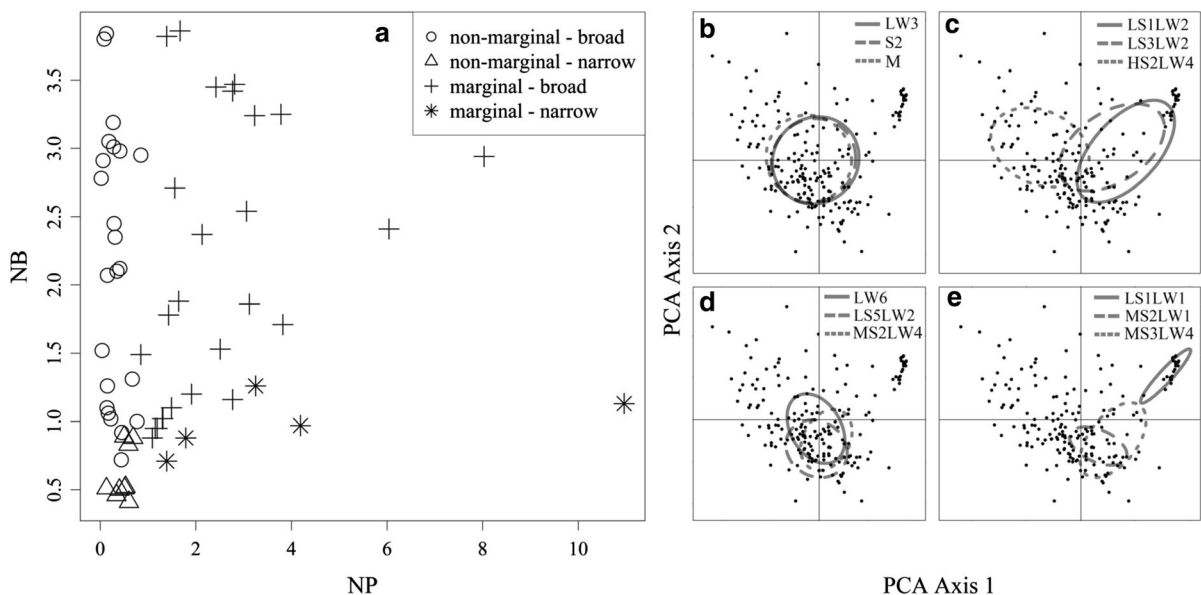 a
non-marginal - broad
non-marginal - narrow
marginal - broad
marginal - narrow
3.5
3.0
2.5
2.0
1.5
1.0
0.5
NB
0 2 4 6 8 10
NP
b
LW3
S2
M
c
LS1LW2
LS3LW2
HS2LW4
d
LW6
LS5LW2
MS2LW4
e
LS1LW1
MS2LW1
MS3LW4
PCA Axis 2
PCA Axis 1